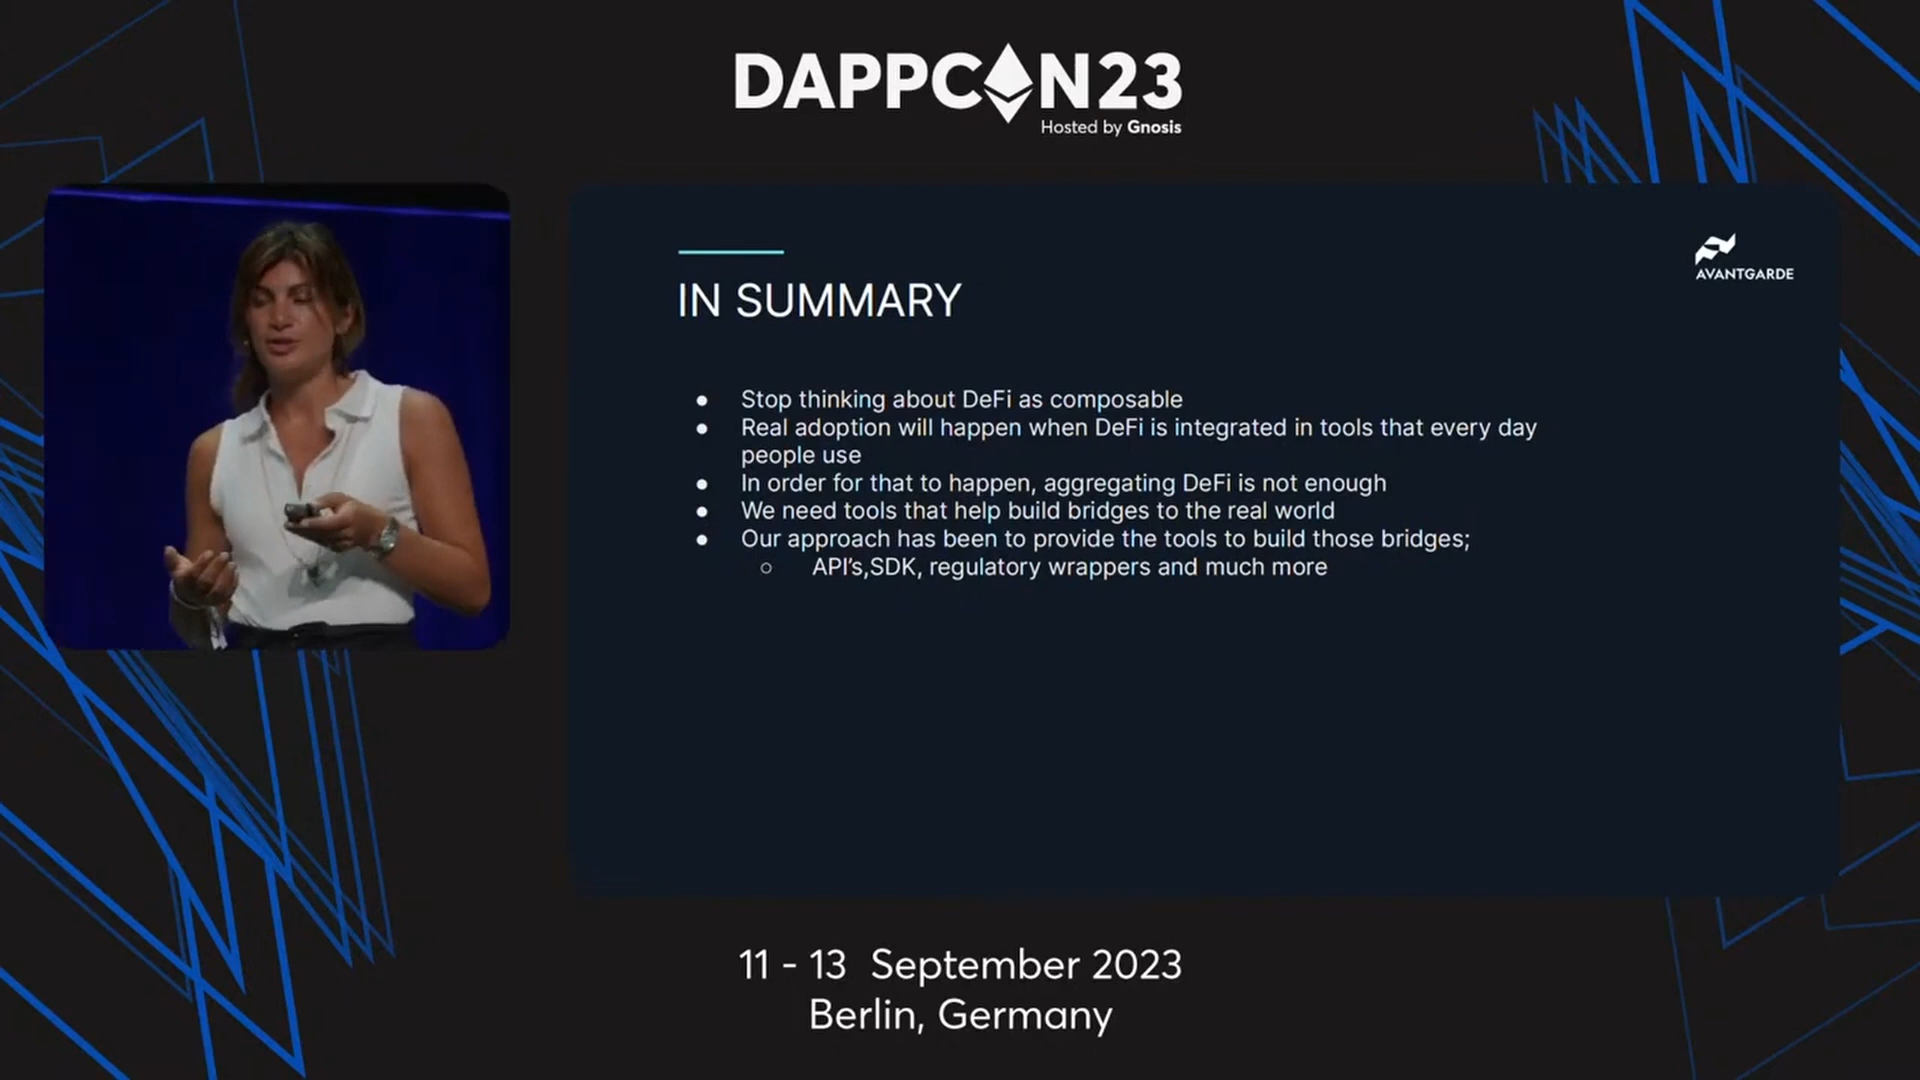 DAPPCON23
Hosted by Gnosis
AVANTGARDE
IN SUMMARY
● Stop thinking about DeFi as composable
● Real adoption will happen when DeFi is integrated in tools that every day
people use
● In order for that to happen, aggregating DeFi is not enough
● We need tools that help build bridges to the real world
● Our approach has been to provide the tools to build those bridges;
○ API's,SDK, regulatory wrappers and much more
11 - 13 September 2023
Berlin, Germany